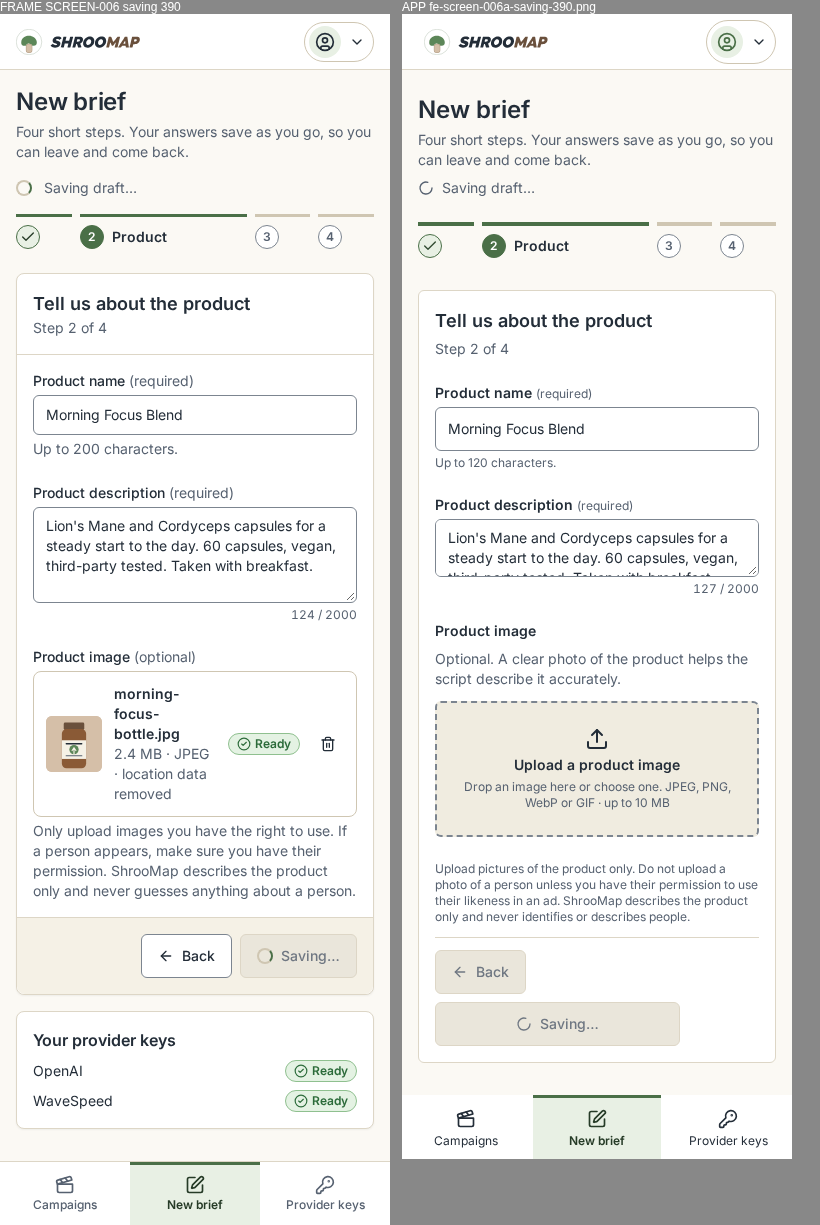 FRAME SCREEN-006 saving 390
SHROOMAP
New brief
Four short steps. Your answers save as you go, so you
can leave and come back.
Saving draft...
2 Product
3
4
Tell us about the product
Step 2 of 4
Product name (required)
Morning Focus Blend
Up to 200 characters.
Product description (required)
Lion's Mane and Cordyceps capsules for a
steady start to the day. 60 capsules, vegan,
third-party tested. Taken with breakfast.
124 / 2000
Product image (optional)
morning-
focus-
bottle.jpg
2.4 MB · JPEG
· location data
removed
Ready
Only upload images you have the right to use. If
a person appears, make sure you have their
permission. ShrooMap describes the product
only and never guesses anything about a person.
Back
Saving...
Your provider keys
OpenAI
Ready
WaveSpeed
Ready
Campaigns
New brief
Provider keys
APP fe-screen-006a-saving-390.png
SHROOMAP
New brief
Four short steps. Your answers save as you go, so you
can leave and come back.
Saving draft...
2 Product
3
4
Tell us about the product
Step 2 of 4
Product name (required)
Morning Focus Blend
Up to 120 characters.
Product description (required)
Lion's Mane and Cordyceps capsules for a
steady start to the day. 60 capsules, vegan,
third-party tested. Taken with breakfast.
127 / 2000
Product image
Optional. A clear photo of the product helps the
script describe it accurately.
Upload a product image
Drop an image here or choose one. JPEG, PNG,
WebP or GIF · up to 10 MB
Upload pictures of the product only. Do not upload a
photo of a person unless you have their permission to use
their likeness in an ad. ShrooMap describes the product
only and never identifies or describes people.
Back
Saving...
Campaigns
New brief
Provider keys